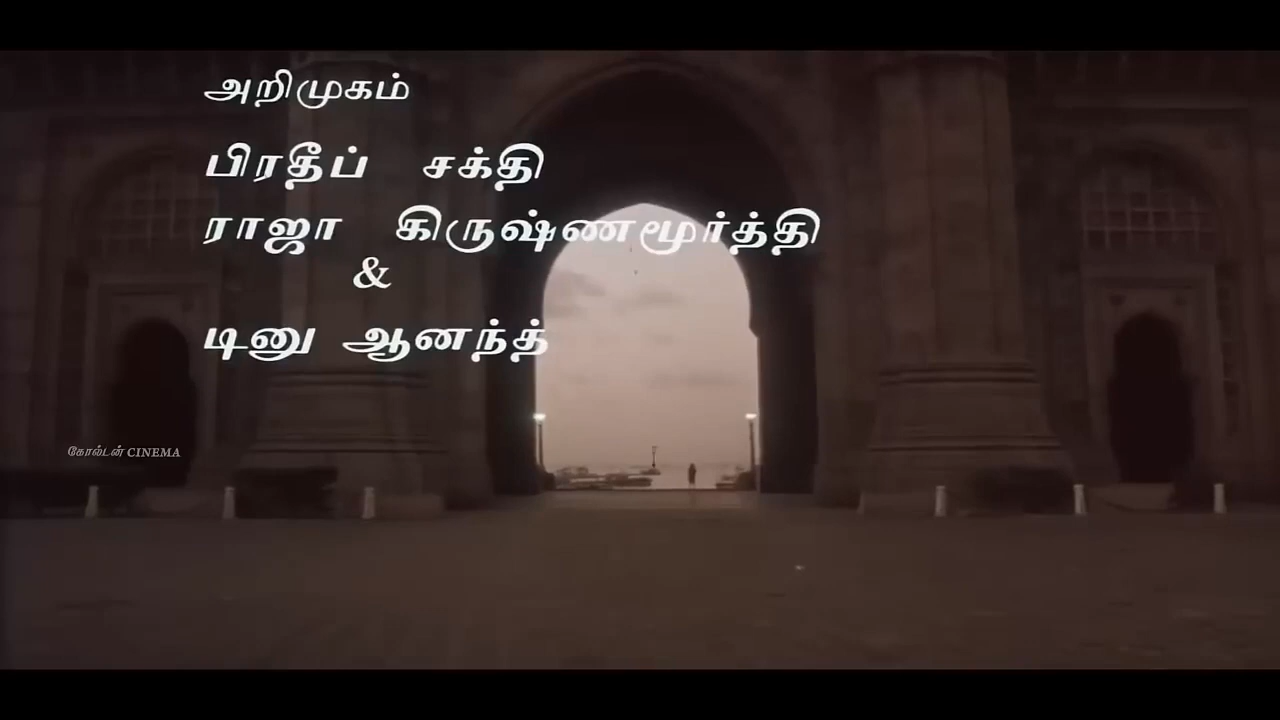 அறிமுகம்
பிரதீப் சக்தி
ராஜா கிருஷ்ணமூர்த்தி
&
டினு ஆனந்த்
கோல்டன் CINEMA